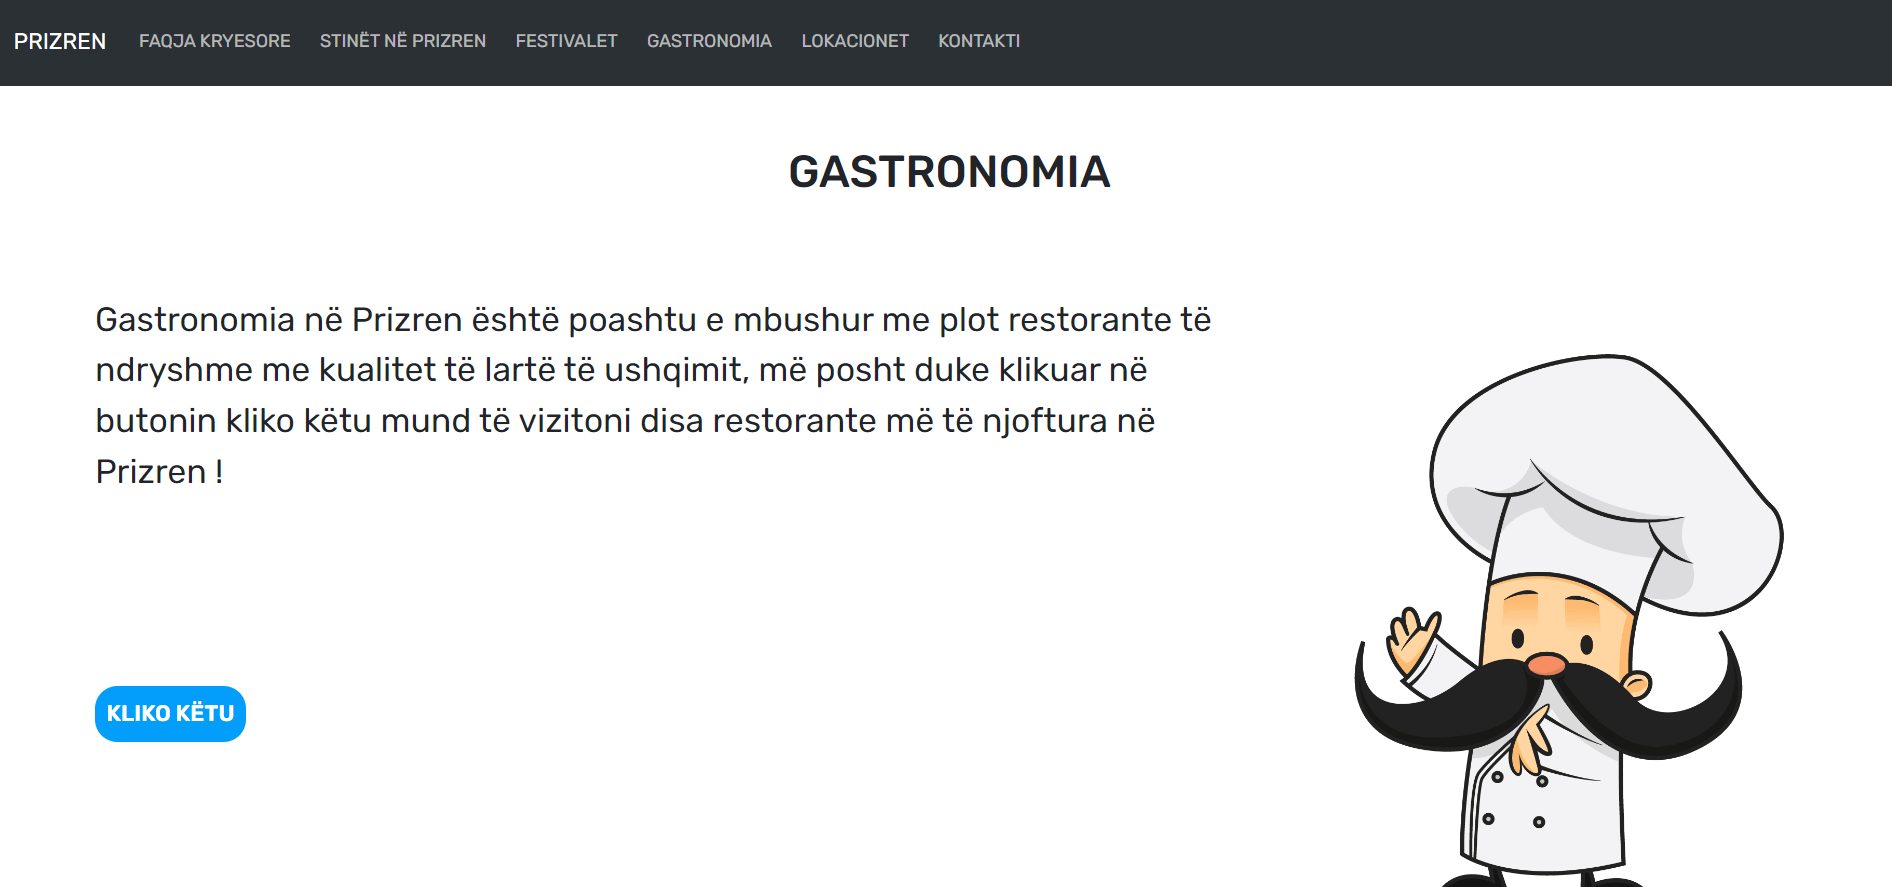 PRIZREN FAQJA KRYESORE STINËT NË PRIZREN FESTIVALET GASTRONOMIA LOKACIONET KONTAKTI
GASTRONOMIA
Gastronomia në Prizren është poashtu e mbushur me plot restorante të
ndryshme me kualitet të lartë të ushqimit, më posht duke klikuar në
butonin kliko këtu mund të vizitoni disa restorante më të njoftura në
Prizren !
KLIKO KËTU